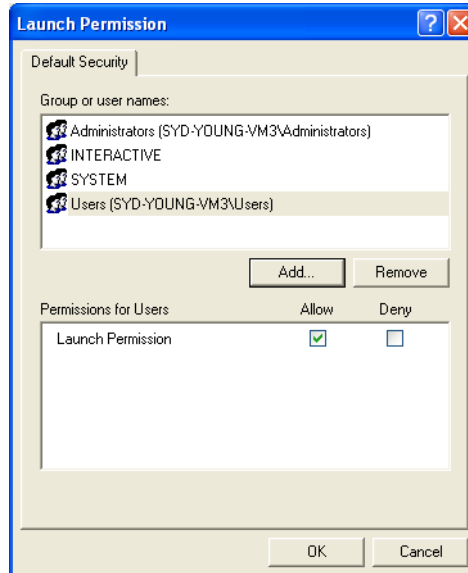 Launch Permission
Default Security
Group or user names:
Administrators (SYD-YOUNG-VM3\Administrators)
INTERACTIVE
SYSTEM
Users (SYD-YOUNG-VM3\Users)
Add... Remove
Permissions for Users Allow Deny
Launch Permission
OK Cancel